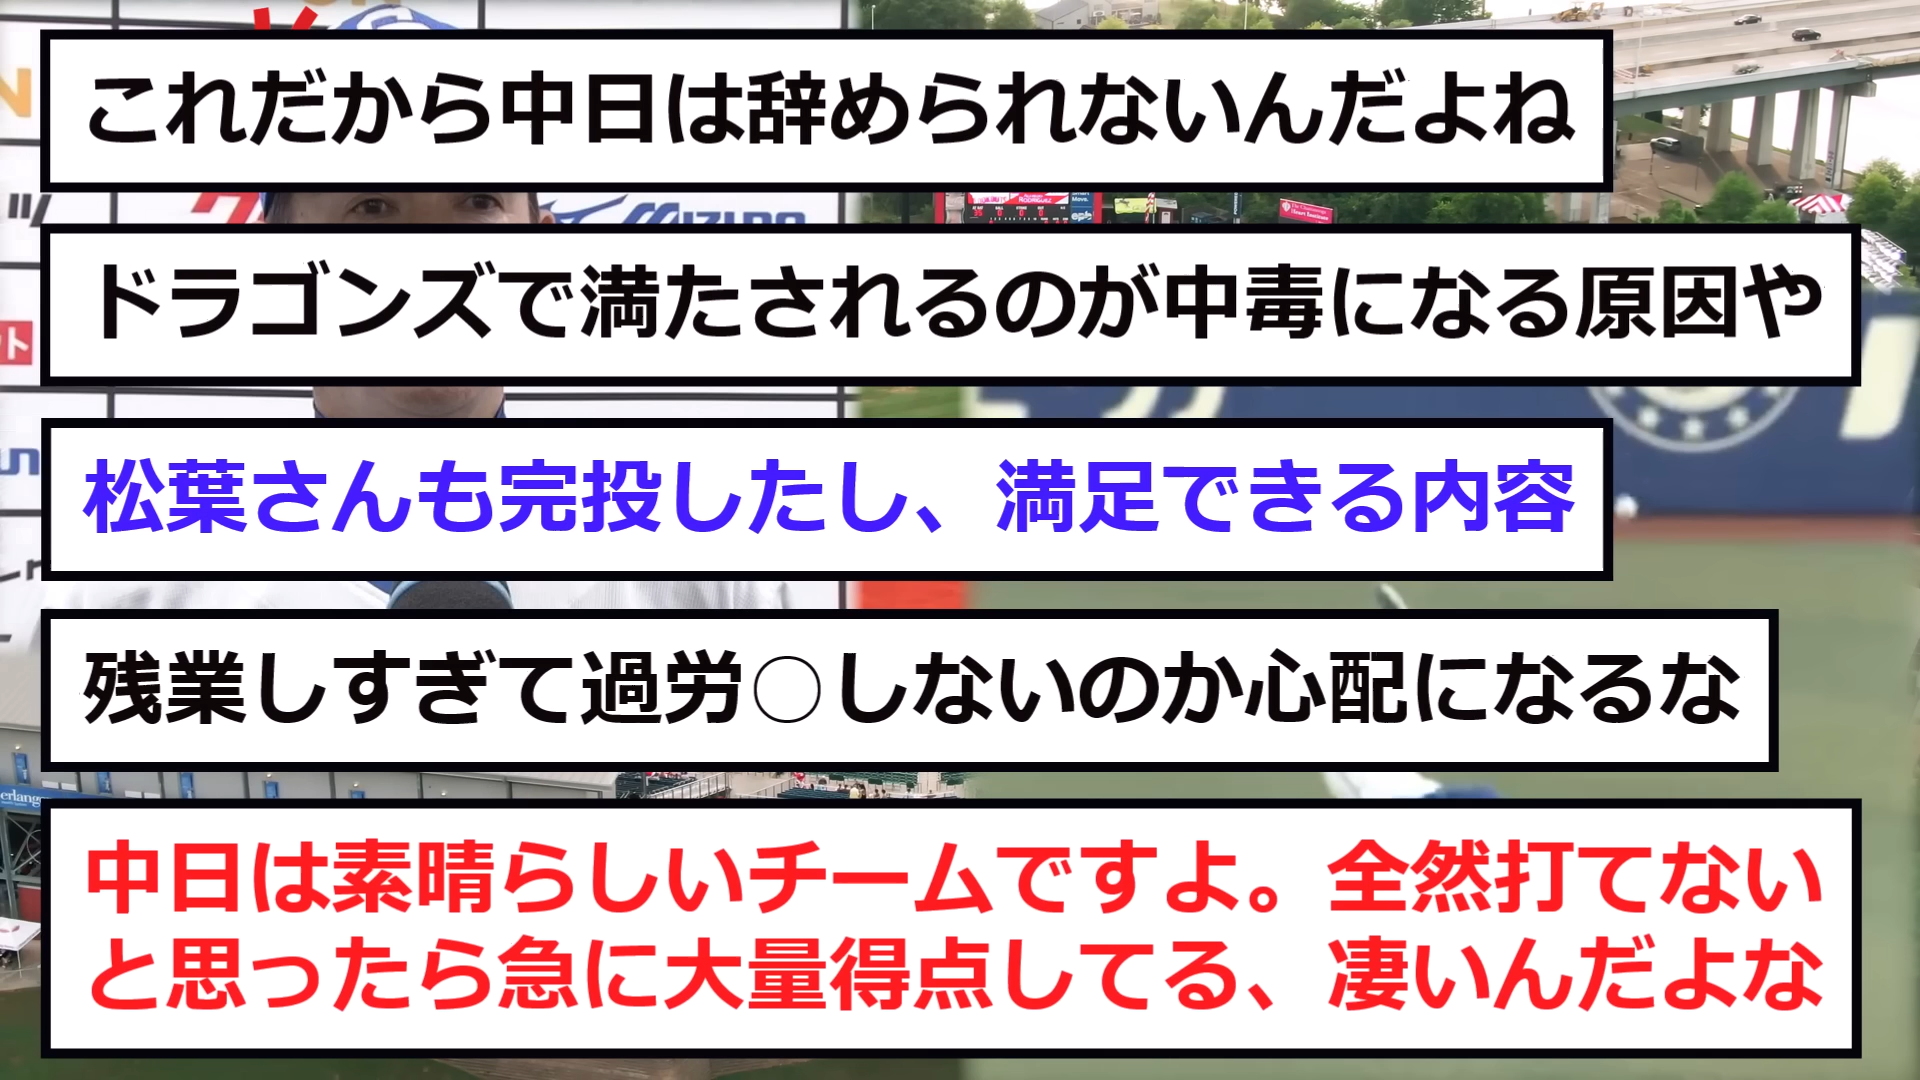 これだから中日は辞められないんだよね
MIZUNO
RODRIGUEZ
epb
ドラゴンズで満たされるのが中毒になる原因や
松葉さんも完投したし、満足できる内容
残業しすぎて過労○しないのか心配になるな
erlang
中日は素晴らしいチームですよ。全然打てない
と思ったら急に大量得点してる、凄いんだよな